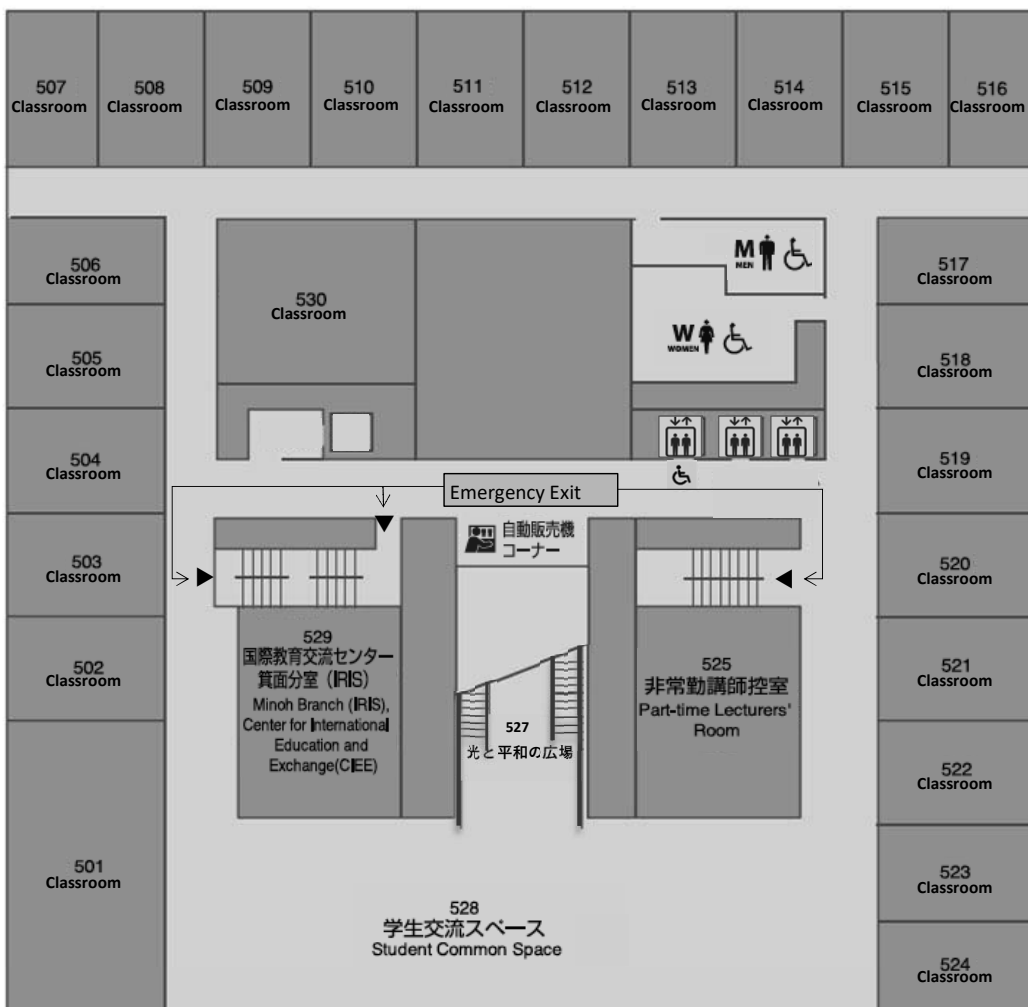 507
Classroom
508
Classroom
509
Classroom
510
Classroom
511
Classroom
512
Classroom
513
Classroom
514
Classroom
515
Classroom
516
Classroom
506
Classroom
530
Classroom
M
MEN
517
Classroom
505
Classroom
W
WOMEN
518
Classroom
504
Classroom
519
Classroom
Emergency Exit
503
Classroom
自動販売機
コーナー
520
Classroom
502
Classroom
529
国際教育交流センター
箕面分室（IRIS）
Minoh Branch (IRIS),
Center for International
Education and
Exchange(CIEE)
527
光と平和の広場
525
非常勤講師控室
Part-time Lecturers'
Room
521
Classroom
522
Classroom
501
Classroom
523
Classroom
528
学生交流スペース
Student Common Space
524
Classroom